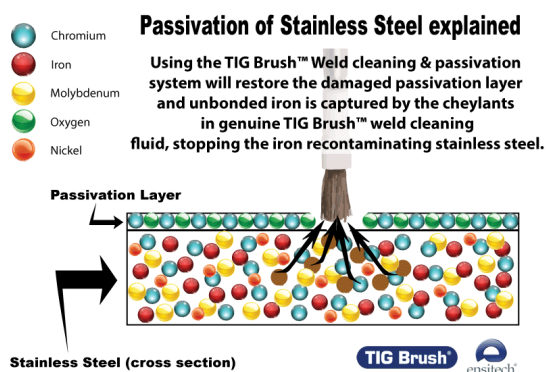 Passivation of Stainless Steel explained
Chromium
Iron
Molybdenum
Oxygen
Nickel
Using the TIG Brush™ Weld cleaning & passivation
system will restore the damaged passivation layer
and unbonded iron is captured by the cheylants
in genuine TIG Brush™ weld cleaning
fluid, stopping the iron recontaminating stainless steel.
Passivation Layer
Stainless Steel (cross section)
TIG Brush®
ensitech®